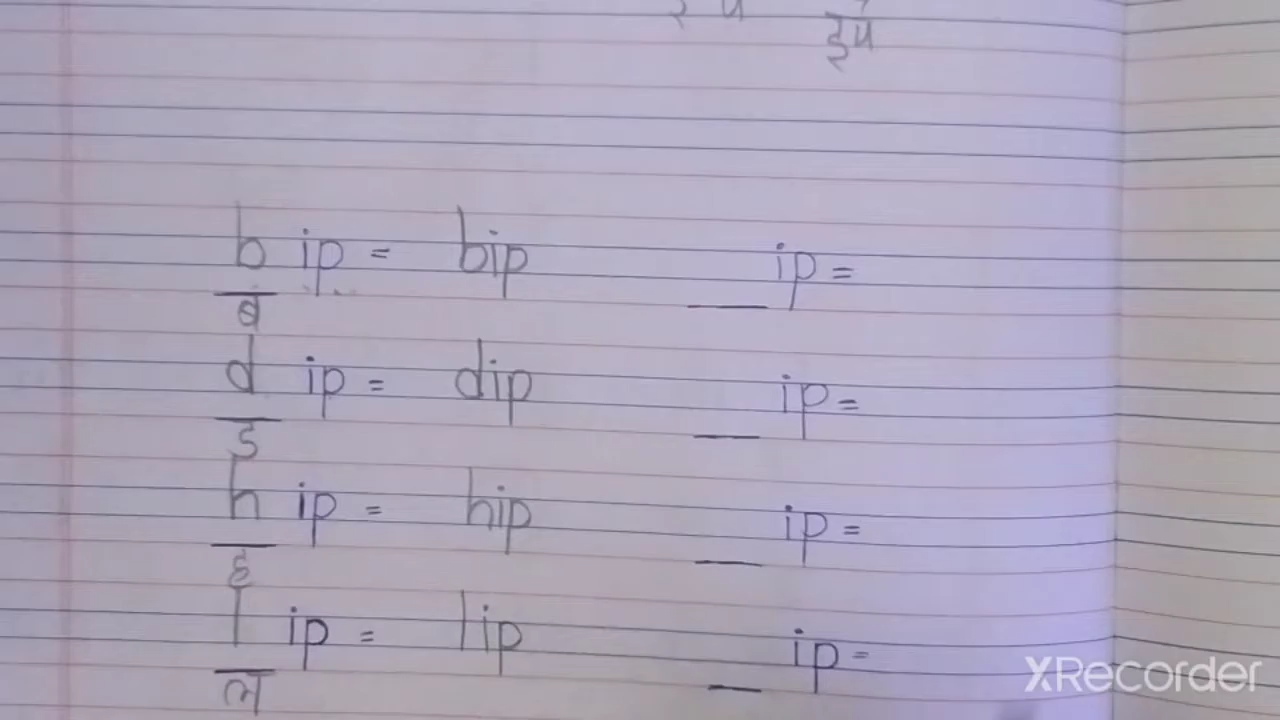 इप
b ip = bip ip =
ब
d ip = dip ip =
ड
h ip = hip ip =
ह
l ip = lip ip =
ल
XRecorder